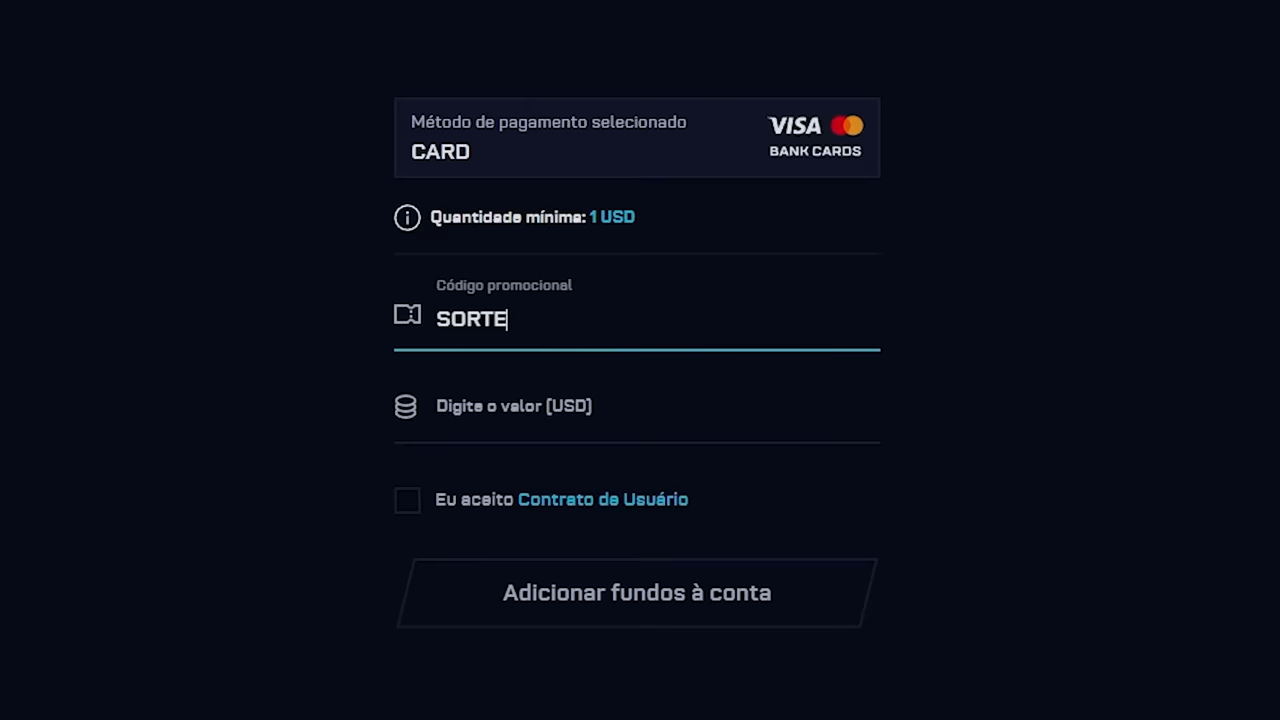 Método de pagamento selecionado
CARD
VISA
BANK CARDS
Quantidade mínima: 1 USD
Código promocional
SORTE
Digite o valor (USD)
Eu aceito Contrato de Usuário
Adicionar fundos à conta